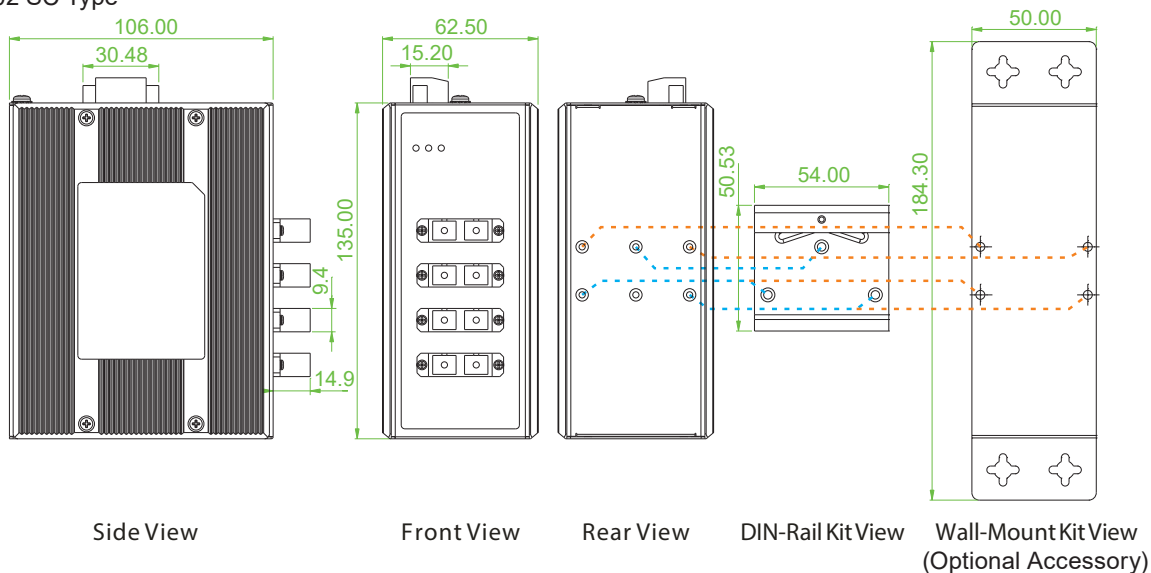 106.00
30.48
62.50
15.20
50.00
135.00
9.4
14.9
50.53
54.00
184.30
Side View
Front View
Rear View
DIN-Rail Kit View
Wall-Mount Kit View
(Optional Accessory)